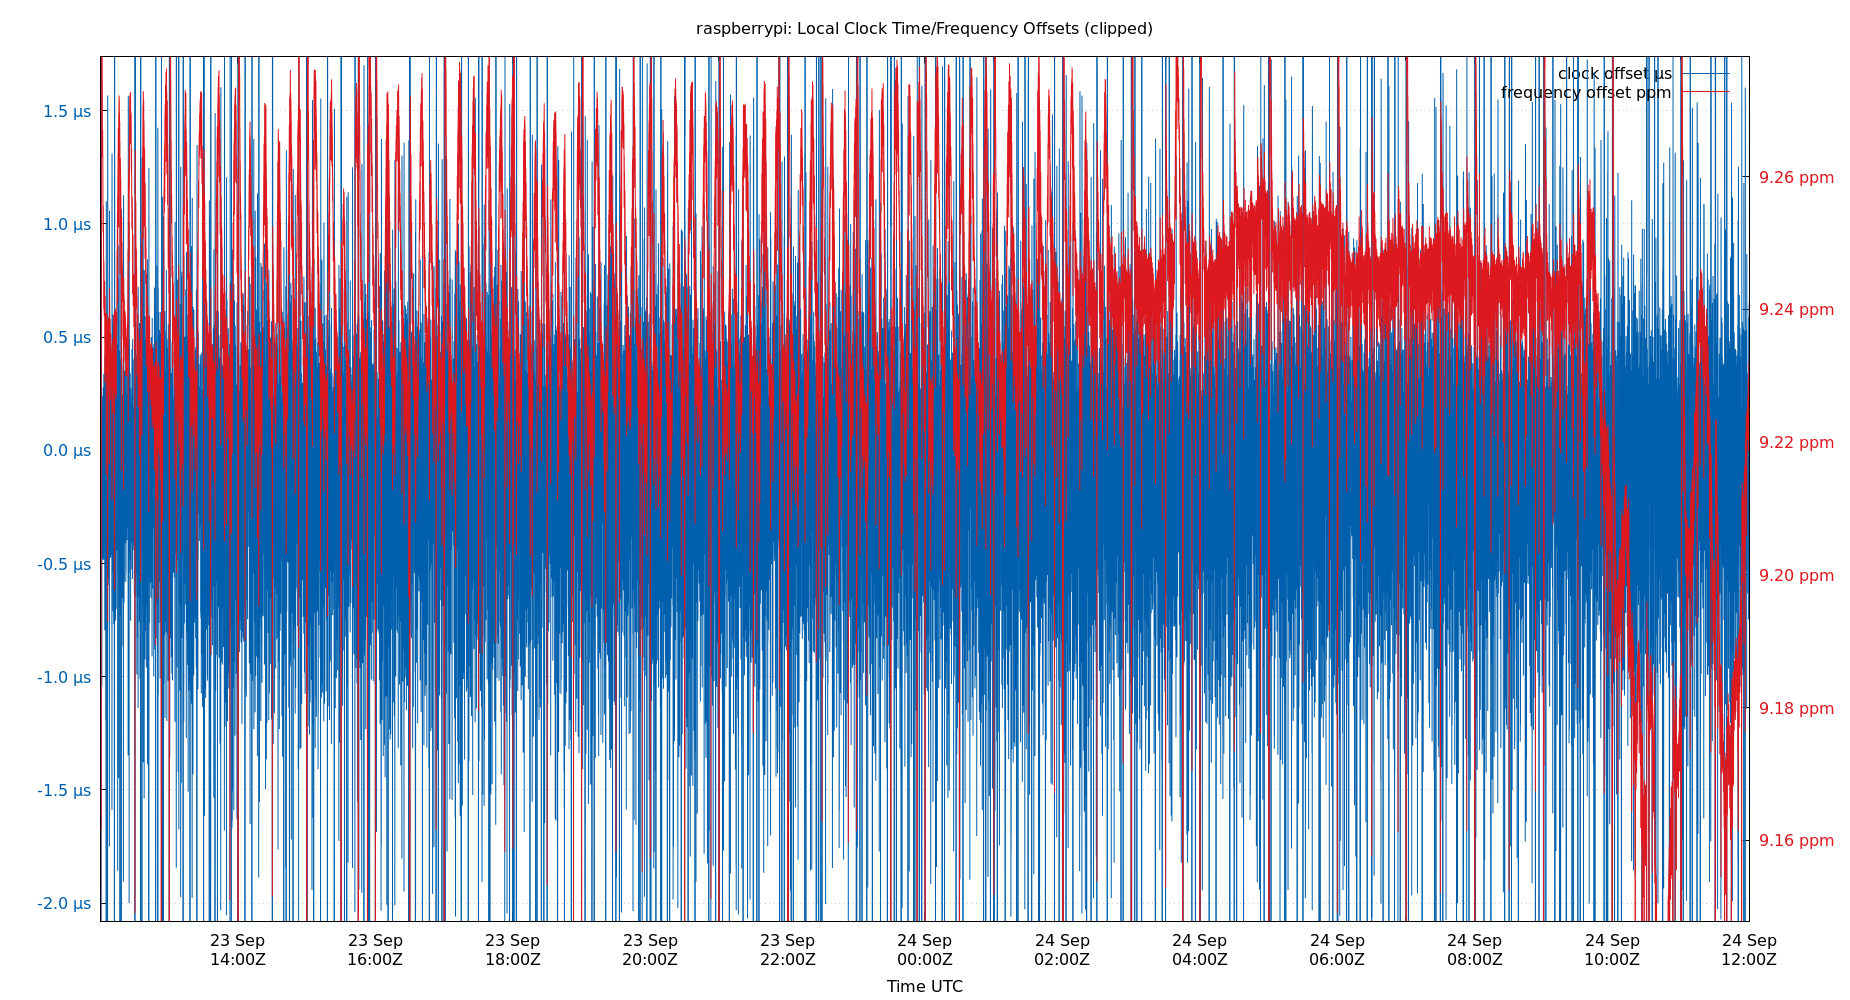 raspberrypi: Local Clock Time/Frequency Offsets (clipped)
clock offset µs
frequency offset ppm
1.5 µs
1.0 µs
0.5 µs
0.0 µs
-0.5 µs
-1.0 µs
-1.5 µs
-2.0 µs
9.26 ppm
9.24 ppm
9.22 ppm
9.20 ppm
9.18 ppm
9.16 ppm
23 Sep
14:00Z
23 Sep
16:00Z
23 Sep
18:00Z
23 Sep
20:00Z
23 Sep
22:00Z
24 Sep
00:00Z
24 Sep
02:00Z
24 Sep
04:00Z
24 Sep
06:00Z
24 Sep
08:00Z
24 Sep
10:00Z
24 Sep
12:00Z
Time UTC